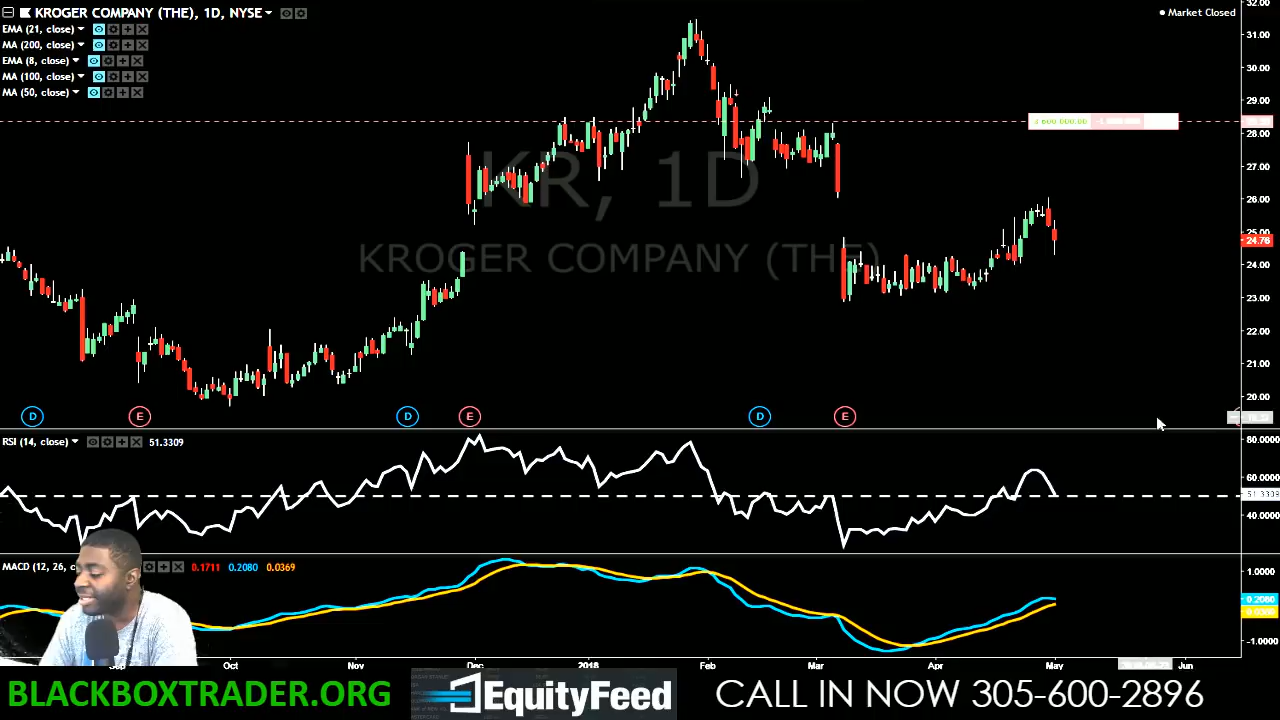 KROGER COMPANY (THE), 1D, NYSE
Market Closed
EMA (21, close)
MA (200, close)
EMA (8, close)
MA (100, close)
MA (50, close)
32.00
31.00
30.00
29.00
28.00
27.00
26.00
25.00
24.76
24.00
23.00
22.00
21.00
20.00
KR, 1D
KROGER COMPANY (THE)
D
E
D
E
D
E
RSI (14, close) 51.3309
80.0000
60.0000
51.3309
40.0000
MACD (12, 26, c 0.1711 0.2080 0.0369
1.0000
0.2080
-1.0000
Oct Nov Dec 2018 Feb Mar Apr May Jun
BLACKBOXTRADER.ORG
EquityFeed
CALL IN NOW 305-600-2896